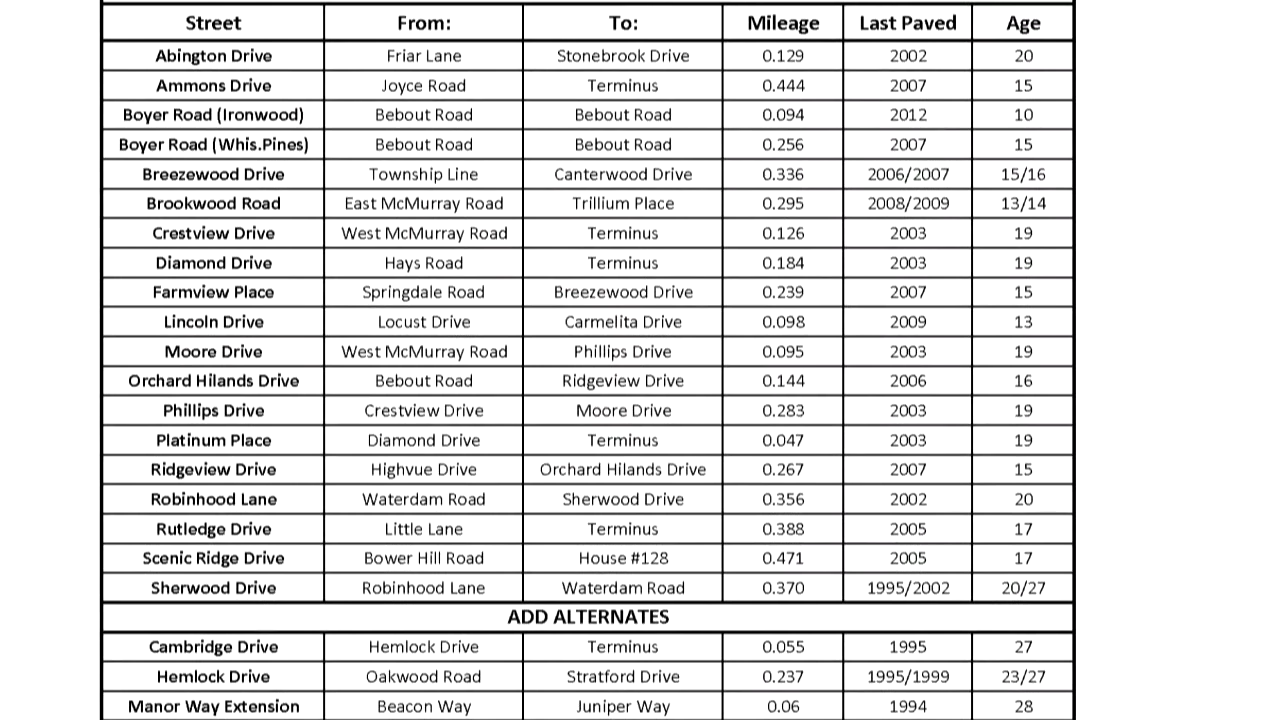 Street From: To: Mileage Last Paved Age
Abington Drive Friar Lane Stonebrook Drive 0.129 2002 20
Ammons Drive Joyce Road Terminus 0.444 2007 15
Boyer Road (Ironwood) Bebout Road Bebout Road 0.094 2012 10
Boyer Road (Whis.Pines) Bebout Road Bebout Road 0.256 2007 15
Breezewood Drive Township Line Canterwood Drive 0.336 2006/2007 15/16
Brookwood Road East McMurray Road Trillium Place 0.295 2008/2009 13/14
Crestview Drive West McMurray Road Terminus 0.126 2003 19
Diamond Drive Hays Road Terminus 0.184 2003 19
Farmview Place Springdale Road Breezewood Drive 0.239 2007 15
Lincoln Drive Locust Drive Carmelita Drive 0.098 2009 13
Moore Drive West McMurray Road Phillips Drive 0.095 2003 19
Orchard Hilands Drive Bebout Road Ridgeview Drive 0.144 2006 16
Phillips Drive Crestview Drive Moore Drive 0.283 2003 19
Platinum Place Diamond Drive Terminus 0.047 2003 19
Ridgeview Drive Highvue Drive Orchard Hilands Drive 0.267 2007 15
Robinhood Lane Waterdam Road Sherwood Drive 0.356 2002 20
Rutledge Drive Little Lane Terminus 0.388 2005 17
Scenic Ridge Drive Bower Hill Road House #128 0.471 2005 17
Sherwood Drive Robinhood Lane Waterdam Road 0.370 1995/2002 20/27
ADD ALTERNATES
Cambridge Drive Hemlock Drive Terminus 0.055 1995 27
Hemlock Drive Oakwood Road Stratford Drive 0.237 1995/1999 23/27
Manor Way Extension Beacon Way Juniper Way 0.06 1994 28